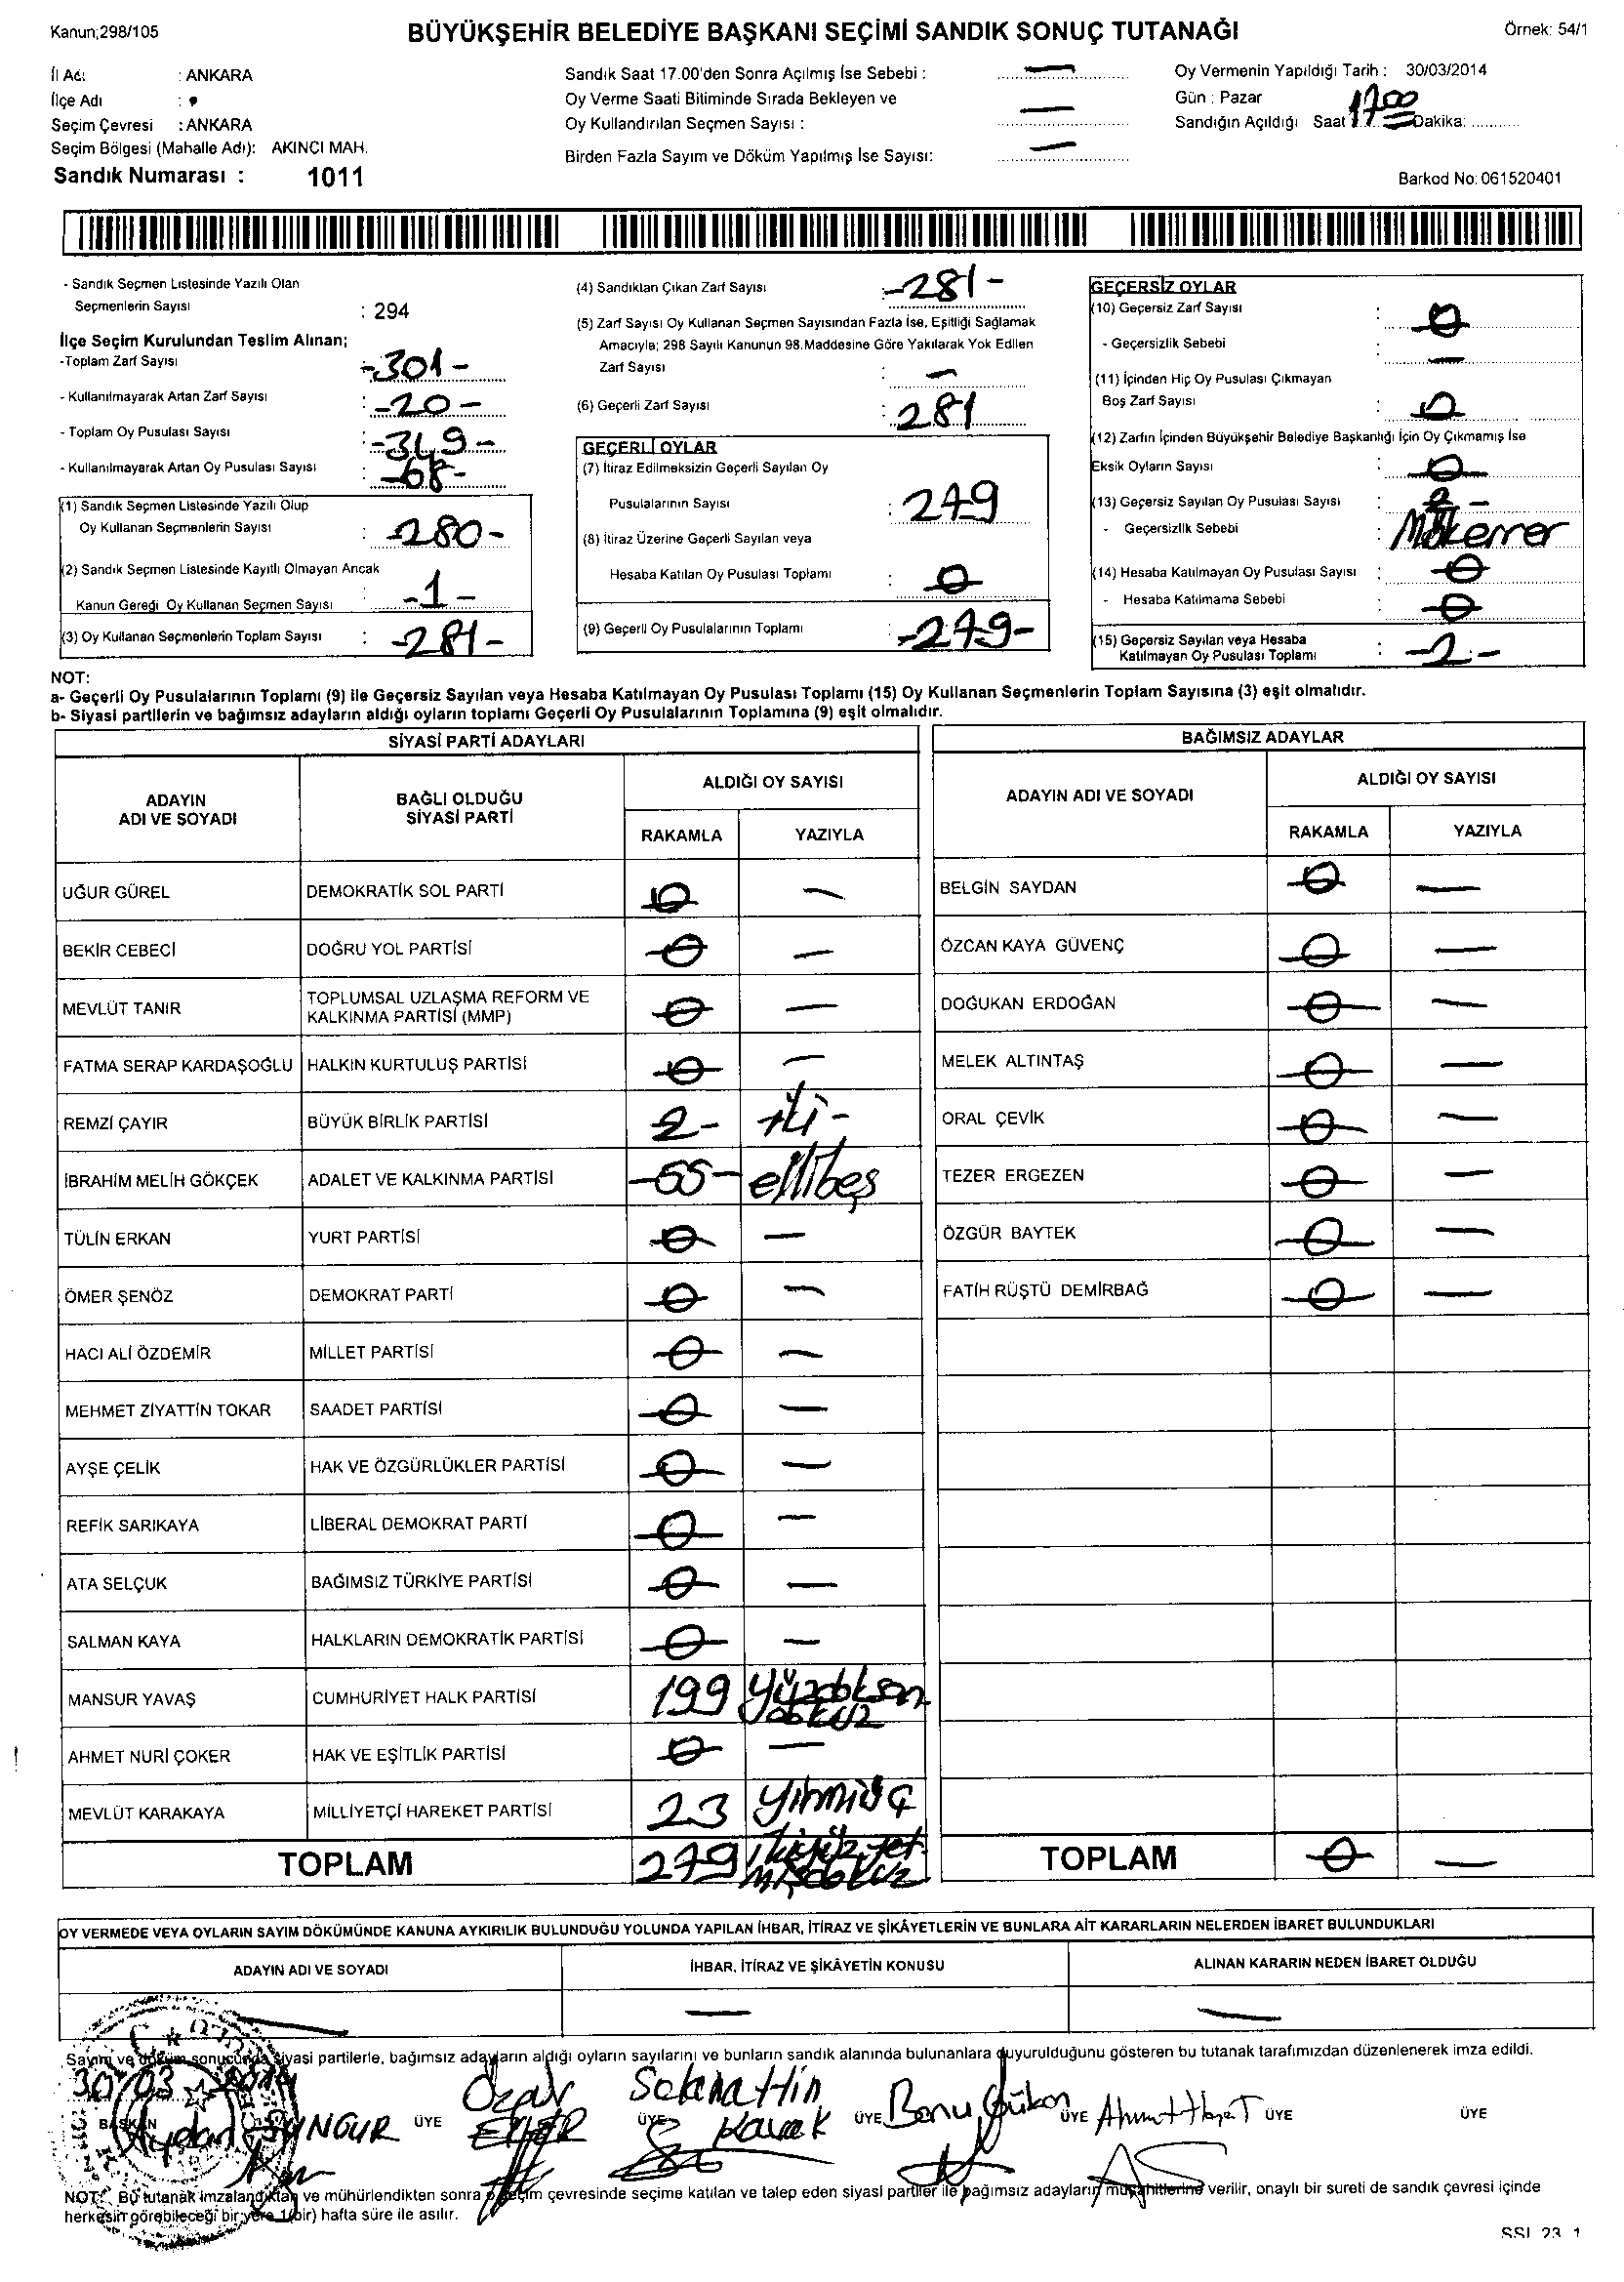 Kanun;298/105
BÜYÜKŞEHİR BELEDİYE BAŞKANI SEÇİMİ SANDIK SONUÇ TUTANAĞI
Örnek: 54/1
İl Adı : ANKARA
İlçe Adı :
Seçim Çevresi : ANKARA
Seçim Bölgesi (Mahalle Adı): AKINCI MAH.
Sandık Numarası : 1011
Sandık Saat 17.00'den Sonra Açılmış İse Sebebi : —
Oy Verme Saati Bitiminde Sırada Bekleyen ve
Oy Kullandırılan Seçmen Sayısı : —
Birden Fazla Sayım ve Döküm Yapılmış İse Sayısı: —
Oy Vermenin Yapıldığı Tarih : 30/03/2014
Gün : Pazar
Sandığın Açıldığı Saat 17.00 Dakika: ............
Barkod No: 061520401
- Sandık Seçmen Listesinde Yazılı Olan
Seçmenlerin Sayısı : 294
İlçe Seçim Kurulundan Teslim Alınan;
-Toplam Zarf Sayısı : -301-
- Kullanılmayarak Artan Zarf Sayısı : -20-
- Toplam Oy Pusulası Sayısı : -349-
- Kullanılmayarak Artan Oy Pusulası Sayısı : -68-
(1) Sandık Seçmen Listesinde Yazılı Olup
Oy Kullanan Seçmenlerin Sayısı : -280-
(2) Sandık Seçmen Listesinde Kayıtlı Olmayan Ancak
Kanun Gereği Oy Kullanan Seçmen Sayısı : -1-
(3) Oy Kullanan Seçmenlerin Toplam Sayısı : -281-
(4) Sandıktan Çıkan Zarf Sayısı : -281-
(5) Zarf Sayısı Oy Kullanan Seçmen Sayısından Fazla İse, Eşitliği Sağlamak
Amacıyla; 298 Sayılı Kanunun 98.Maddesine Göre Yakılarak Yok Edilen
Zarf Sayısı : —
(6) Geçerli Zarf Sayısı : 281
GEÇERLİ OYLAR
(7) İtiraz Edilmeksizin Geçerli Sayılan Oy
Pusulalarının Sayısı : 279
(8) İtiraz Üzerine Geçerli Sayılan veya
Hesaba Katılan Oy Pusulası Toplamı : 0
(9) Geçerli Oy Pusulalarının Toplamı : -279-
GEÇERSİZ OYLAR
(10) Geçersiz Zarf Sayısı : 0
- Geçersizlik Sebebi : —
(11) İçinden Hiç Oy Pusulası Çıkmayan
Boş Zarf Sayısı : 0
(12) Zarfın İçinden Büyükşehir Belediye Başkanlığı İçin Oy Çıkmamış İse
Eksik Oyların Sayısı : 0
(13) Geçersiz Sayılan Oy Pusulası Sayısı : 2 -
- Geçersizlik Sebebi : Mükerrer
(14) Hesaba Katılmayan Oy Pusulası Sayısı : 0
- Hesaba Katılmama Sebebi : 0
(15) Geçersiz Sayılan veya Hesaba
Katılmayan Oy Pusulası Toplamı : -2-
NOT:
a- Geçerli Oy Pusulalarının Toplamı (9) ile Geçersiz Sayılan veya Hesaba Katılmayan Oy Pusulası Toplamı (15) Oy Kullanan Seçmenlerin Toplam Sayısına (3) eşit olmalıdır.
b- Siyasi partilerin ve bağımsız adayların aldığı oyların toplamı Geçerli Oy Pusulalarının Toplamına (9) eşit olmalıdır.
SİYASİ PARTİ ADAYLARI
ADAYIN
ADI VE SOYADI
BAĞLI OLDUĞU
SİYASİ PARTİ
ALDIĞI OY SAYISI
RAKAMLA YAZIYLA
UĞUR GÜREL DEMOKRATİK SOL PARTİ 0 —
BEKİR CEBECİ DOĞRU YOL PARTİSİ 0 —
MEVLÜT TANIR TOPLUMSAL UZLAŞMA REFORM VE
KALKINMA PARTİSİ (MMP) 0 —
FATMA SERAP KARDAŞOĞLU HALKIN KURTULUŞ PARTİSİ 0 —
REMZİ ÇAYIR BÜYÜK BİRLİK PARTİSİ 2- iki-
İBRAHİM MELİH GÖKÇEK ADALET VE KALKINMA PARTİSİ -55- ellibeş
TÜLİN ERKAN YURT PARTİSİ 0 —
ÖMER ŞENÖZ DEMOKRAT PARTİ 0 —
HACI ALİ ÖZDEMİR MİLLET PARTİSİ 0 —
MEHMET ZİYATTİN TOKAR SAADET PARTİSİ 0 —
AYŞE ÇELİK HAK VE ÖZGÜRLÜKLER PARTİSİ 0 —
REFİK SARIKAYA LİBERAL DEMOKRAT PARTİ 0 —
ATA SELÇUK BAĞIMSIZ TÜRKİYE PARTİSİ 0 —
SALMAN KAYA HALKLARIN DEMOKRATİK PARTİSİ 0 —
MANSUR YAVAŞ CUMHURİYET HALK PARTİSİ 199 yüzdoksan
dokuz
AHMET NURİ ÇOKER HAK VE EŞİTLİK PARTİSİ 0 —
MEVLÜT KARAKAYA MİLLİYETÇİ HAREKET PARTİSİ 23 yirmiüç
TOPLAM 279 ikiyüzyet
mişdokuz
BAĞIMSIZ ADAYLAR
ADAYIN ADI VE SOYADI
ALDIĞI OY SAYISI
RAKAMLA YAZIYLA
BELGİN SAYDAN 0 —
ÖZCAN KAYA GÜVENÇ 0 —
DOĞUKAN ERDOĞAN 0 —
MELEK ALTINTAŞ 0 —
ORAL ÇEVİK 0 —
TEZER ERGEZEN 0 —
ÖZGÜR BAYTEK 0 —
FATİH RÜŞTÜ DEMİRBAĞ 0 —
TOPLAM 0 —
OY VERMEDE VEYA OYLARIN SAYIM DÖKÜMÜNDE KANUNA AYKIRILIK BULUNDUĞU YOLUNDA YAPILAN İHBAR, İTİRAZ VE ŞİKÂYETLERİN VE BUNLARA AİT KARARLARIN NELERDEN İBARET BULUNDUKLARI
ADAYIN ADI VE SOYADI İHBAR, İTİRAZ VE ŞİKÂYETİN KONUSU ALINAN KARARIN NEDEN İBARET OLDUĞU
— — —
Sayım ve döküm sonucunda siyasi partilerle, bağımsız adayların aldığı oyların sayılarını ve bunların sandık alanında bulunanlara duyurulduğunu gösteren bu tutanak tarafımızdan düzenlenerek imza edildi.
30/03 2014
BAŞKAN ÜYE ÜYE ÜYE ÜYE ÜYE ÜYE
Aydan SUNGUR
Selahattin
Ahmet
NOT: Bu tutanak imzalandıktan ve mühürlendikten sonra o seçim çevresinde seçime katılan ve talep eden siyasi partiler ile bağımsız adayların müşahitlerine verilir, onaylı bir sureti de sandık çevresi içinde
herkesin görebileceği bir yere 1(bir) hafta süre ile asılır.